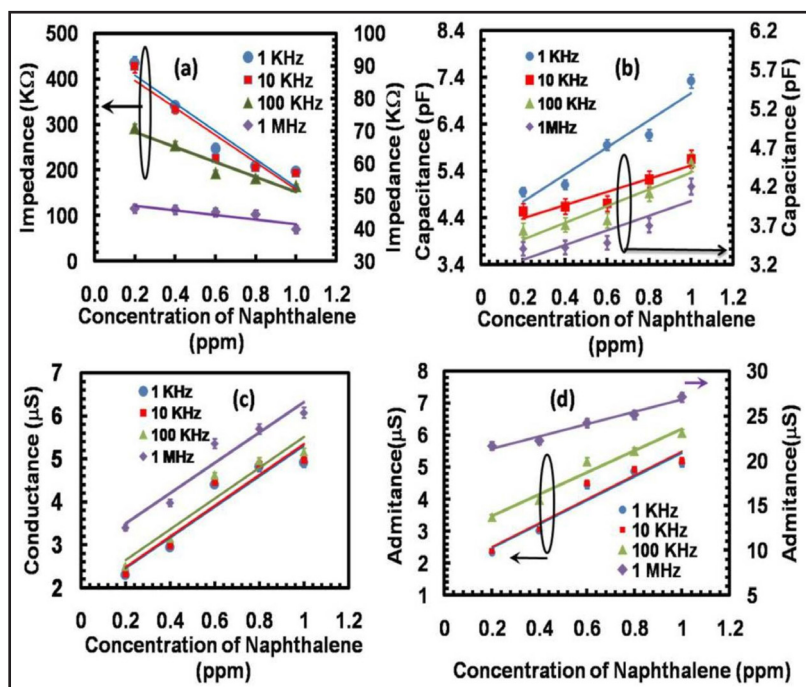 (a)
Impedance (KΩ)
500
400
300
200
100
0
100
90
80
70
60
50
40
30
Impedance (KΩ)
1 KHz
10 KHz
100 KHz
1 MHz
0.0 0.2 0.4 0.6 0.8 1.0 1.2
Concentration of Naphthalene
(ppm)
(b)
Capacitance (pF)
8.4
7.4
6.4
5.4
4.4
3.4
6.2
5.7
5.2
4.7
4.2
3.7
3.2
Capacitance (pF)
1 KHz
10 KHz
100 KHz
1MHz
0 0.2 0.4 0.6 0.8 1 1.2
Concentration of Naphthalene
(ppm)
(c)
Conductance(µS)
7
6
5
4
3
2
1 KHz
10 KHz
100 KHz
1 MHz
0 0.2 0.4 0.6 0.8 1 1.2
Concentration of Naphthalene
(ppm)
(d)
Admitance(µS)
8
7
6
5
4
3
2
1
30
25
20
15
10
5
Admitance(µS)
1 KHz
10 KHz
100 KHz
1 MHz
0 0.2 0.4 0.6 0.8 1 1.2
Concentration of Naphthalene (ppm)